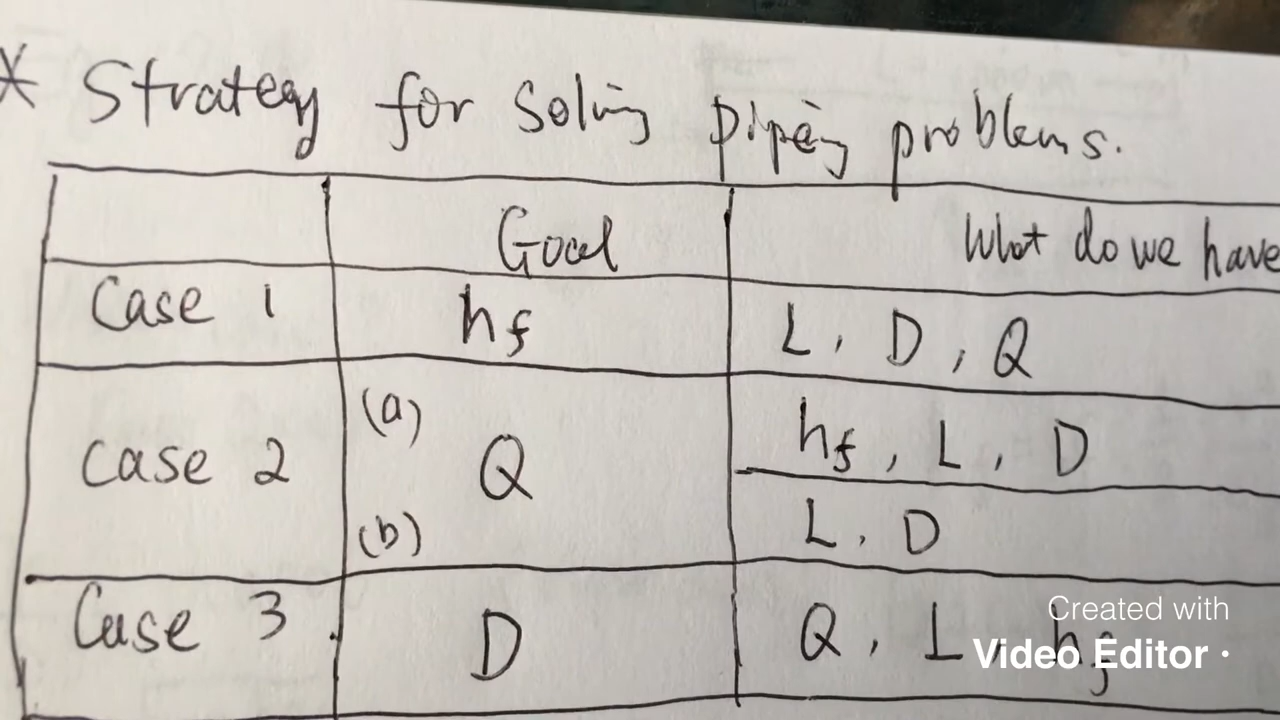 * Strategy for Solving piping problems.
Goal What do we have
Case 1 hf L, D, Q
Case 2 (a) Q hf, L, D
(b) L, D
Case 3 D Q, L, hf
Created with
Video Editor